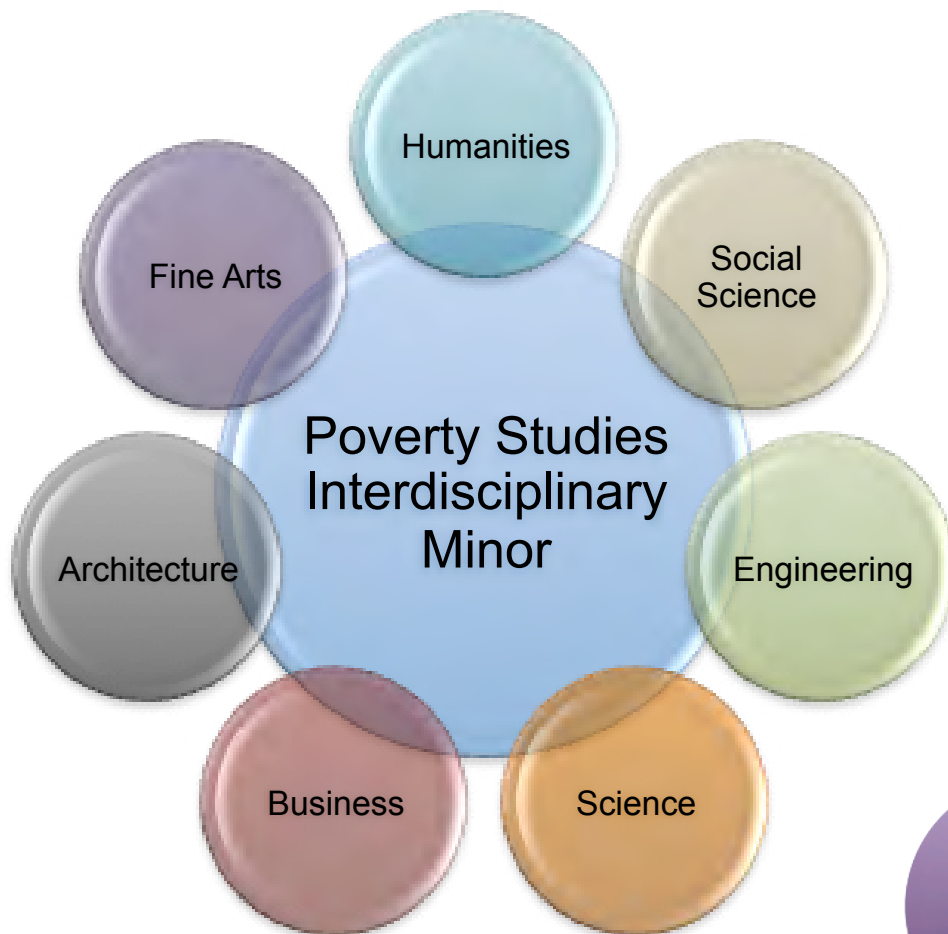 Humanities
Fine Arts
Social
Science
Poverty Studies
Interdisciplinary
Minor
Architecture
Engineering
Business
Science